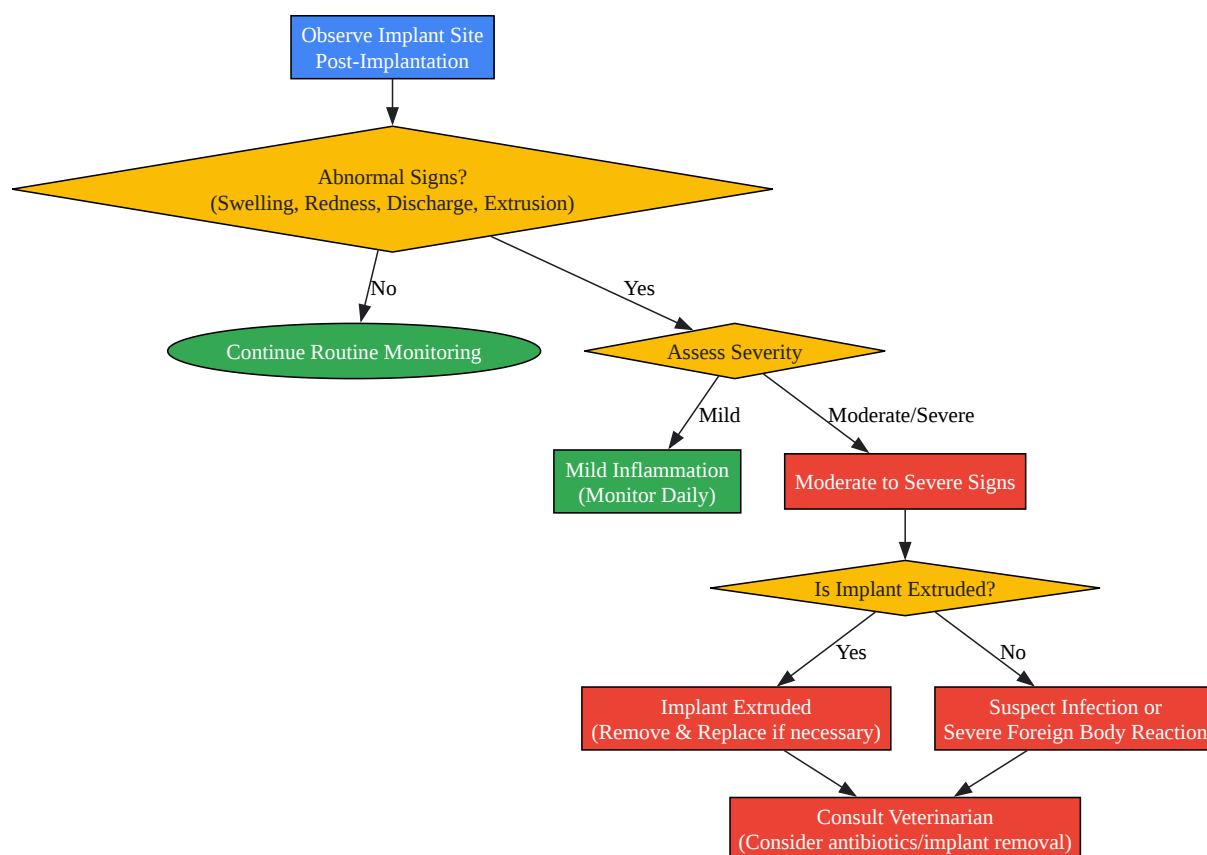 Observe Implant Site
Post-Implantation
Abnormal Signs?
(Swelling, Redness, Discharge, Extrusion)
No
Yes
Continue Routine Monitoring
Assess Severity
Mild
Moderate/Severe
Mild Inflammation
(Monitor Daily)
Moderate to Severe Signs
Is Implant Extruded?
Yes
No
Implant Extruded
(Remove & Replace if necessary)
Suspect Infection or
Severe Foreign Body Reaction
Consult Veterinarian
(Consider antibiotics/implant removal)